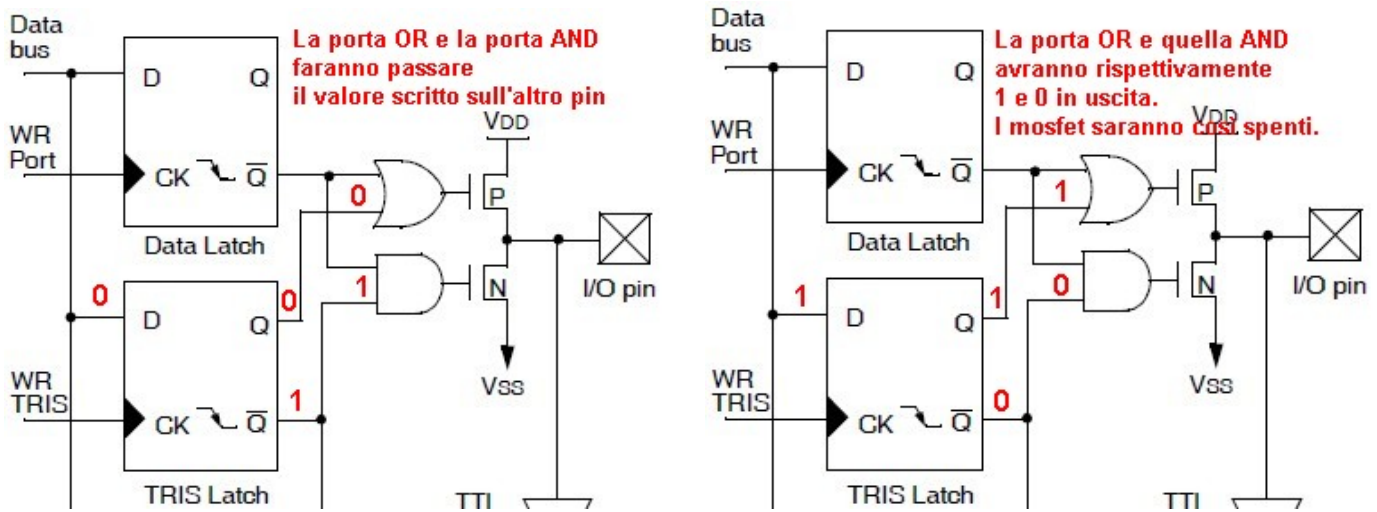 Data
bus
La porta OR e la porta AND
faranno passare
il valore scritto sull'altro pin
D
Q
VDD
WR
Port
CK
Q
0
P
Data Latch
I/O pin
0
0
1
N
D
Q
VSS
WR
TRIS
1
CK
Q
TRIS Latch
TTL
Data
bus
La porta OR e quella AND
avranno rispettivamente
1 e 0 in uscita.
I mosfet saranno così spenti.
D
Q
VDD
WR
Port
CK
Q
1
P
Data Latch
I/O pin
1
1
0
N
D
Q
VSS
WR
TRIS
0
CK
Q
TRIS Latch
TTL